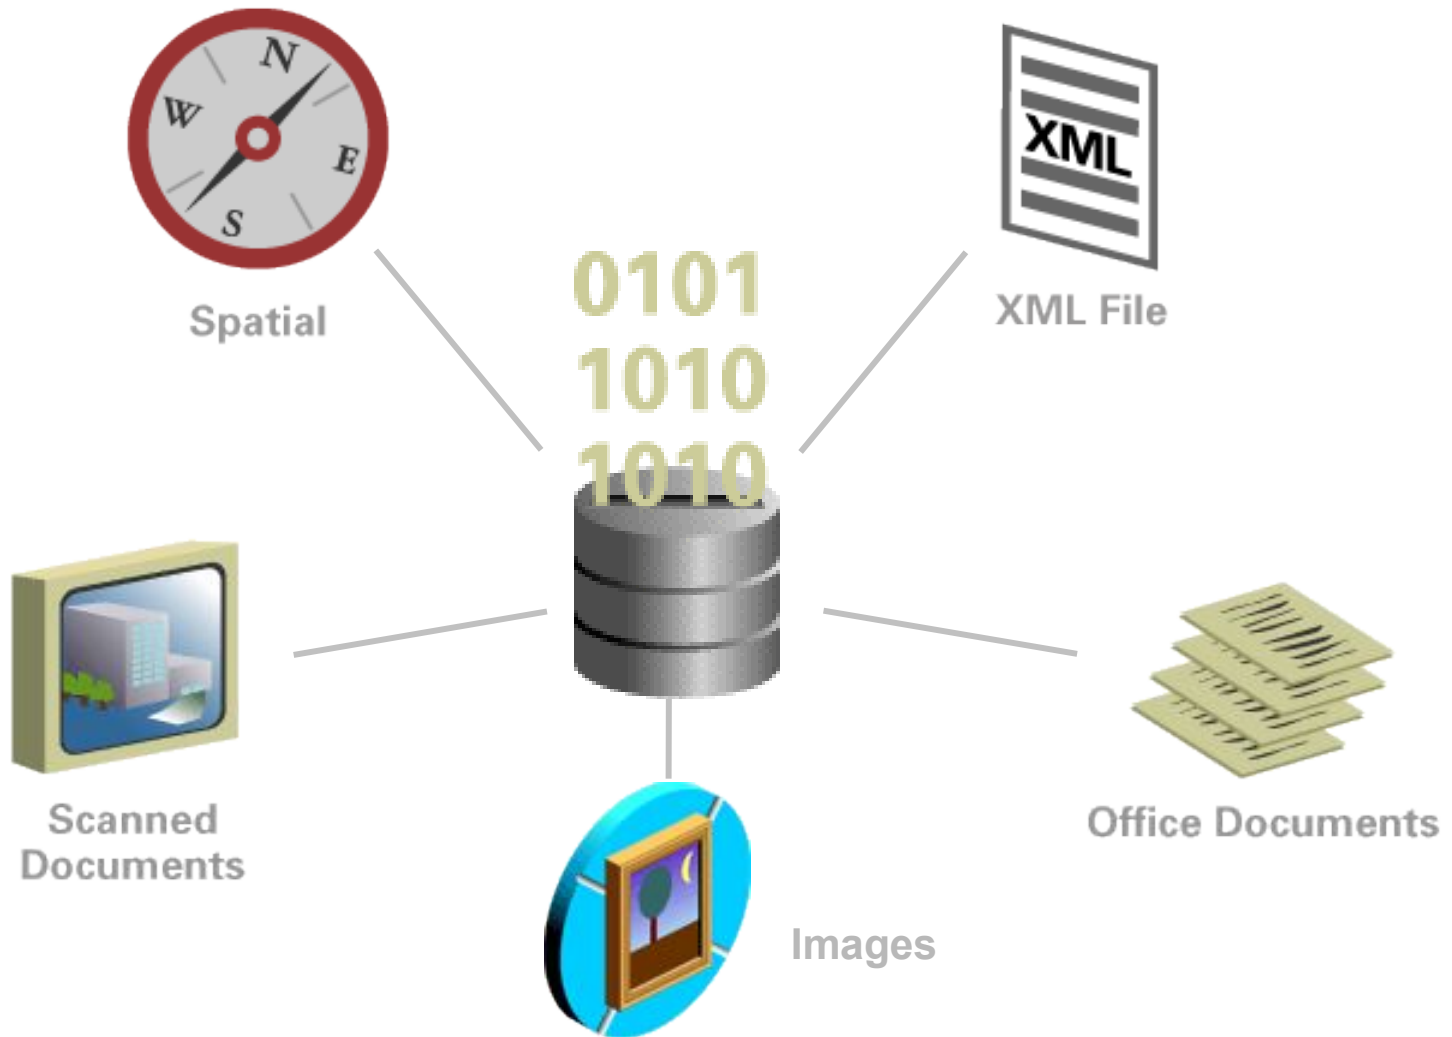 N
W
E
S
Spatial
XML
XML File
0101
1010
1010
Scanned
Documents
Office Documents
Images